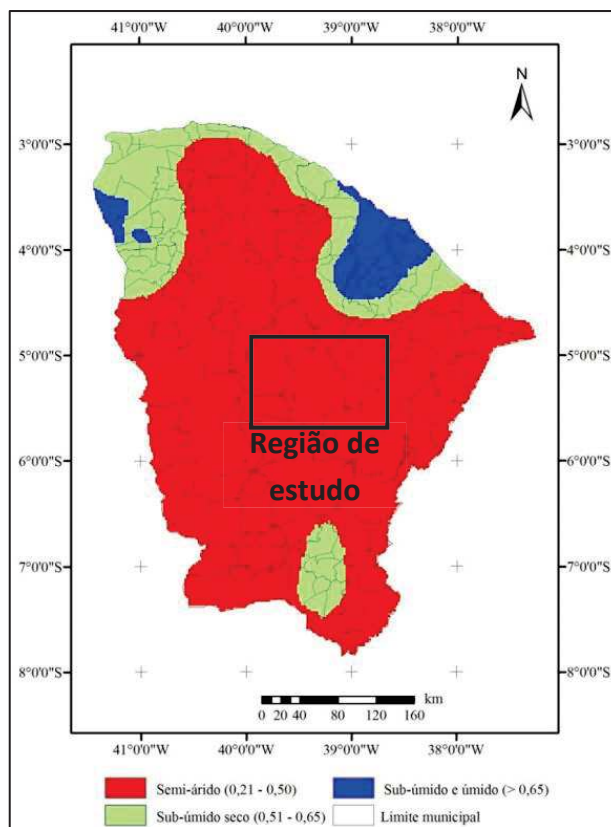 41°0'0"W 40°0'0"W 39°0'0"W 38°0'0"W
N
3°0'0"S 3°0'0"S
4°0'0"S 4°0'0"S
5°0'0"S 5°0'0"S
Região de
estudo
6°0'0"S 6°0'0"S
7°0'0"S 7°0'0"S
8°0'0"S 8°0'0"S
km
0 20 40 80 120 160
41°0'0"W 40°0'0"W 39°0'0"W 38°0'0"W
Semi-árido (0,21 - 0,50) Sub-úmido e úmido (> 0,65)
Sub-úmido seco (0,51 - 0,65) Limite municipal